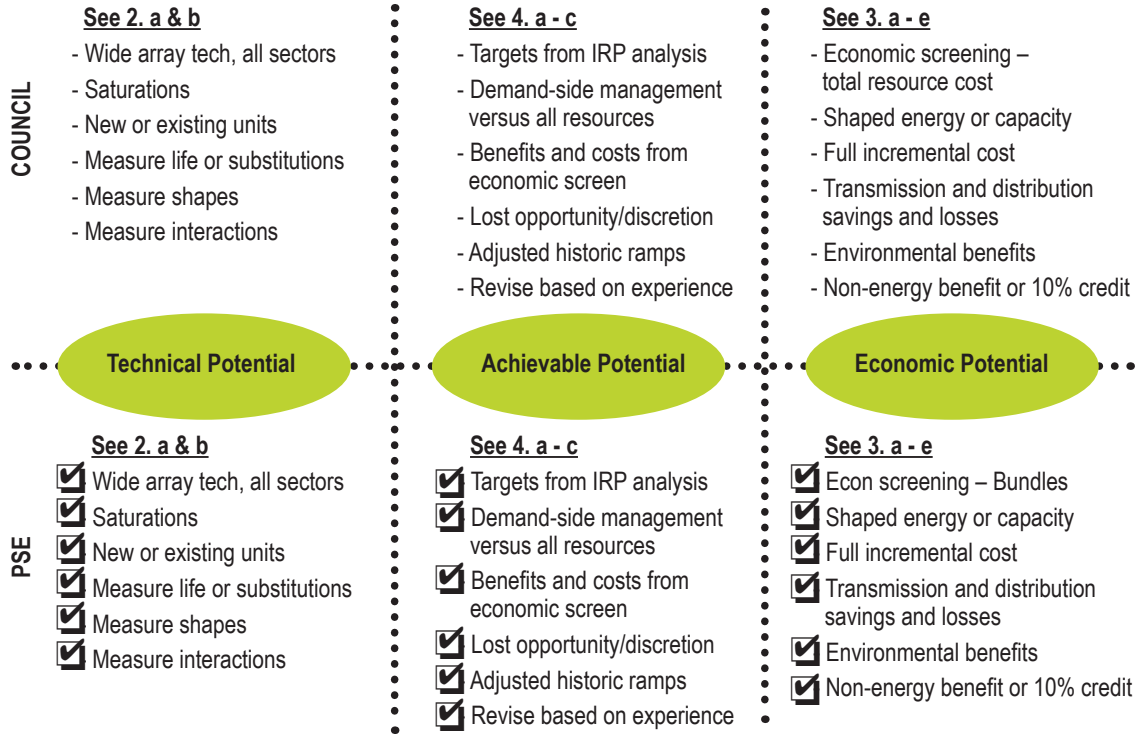 COUNCIL
See 2. a & b
- Wide array tech, all sectors
- Saturations
- New or existing units
- Measure life or substitutions
- Measure shapes
- Measure interactions
See 4. a - c
- Targets from IRP analysis
- Demand-side management
versus all resources
- Benefits and costs from
economic screen
- Lost opportunity/discretion
- Adjusted historic ramps
- Revise based on experience
See 3. a - e
- Economic screening –
total resource cost
- Shaped energy or capacity
- Full incremental cost
- Transmission and distribution
savings and losses
- Environmental benefits
- Non-energy benefit or 10% credit
Technical Potential
Achievable Potential
Economic Potential
PSE
See 2. a & b
Wide array tech, all sectors
Saturations
New or existing units
Measure life or substitutions
Measure shapes
Measure interactions
See 4. a - c
Targets from IRP analysis
Demand-side management
versus all resources
Benefits and costs from
economic screen
Lost opportunity/discretion
Adjusted historic ramps
Revise based on experience
See 3. a - e
Econ screening – Bundles
Shaped energy or capacity
Full incremental cost
Transmission and distribution
savings and losses
Environmental benefits
Non-energy benefit or 10% credit